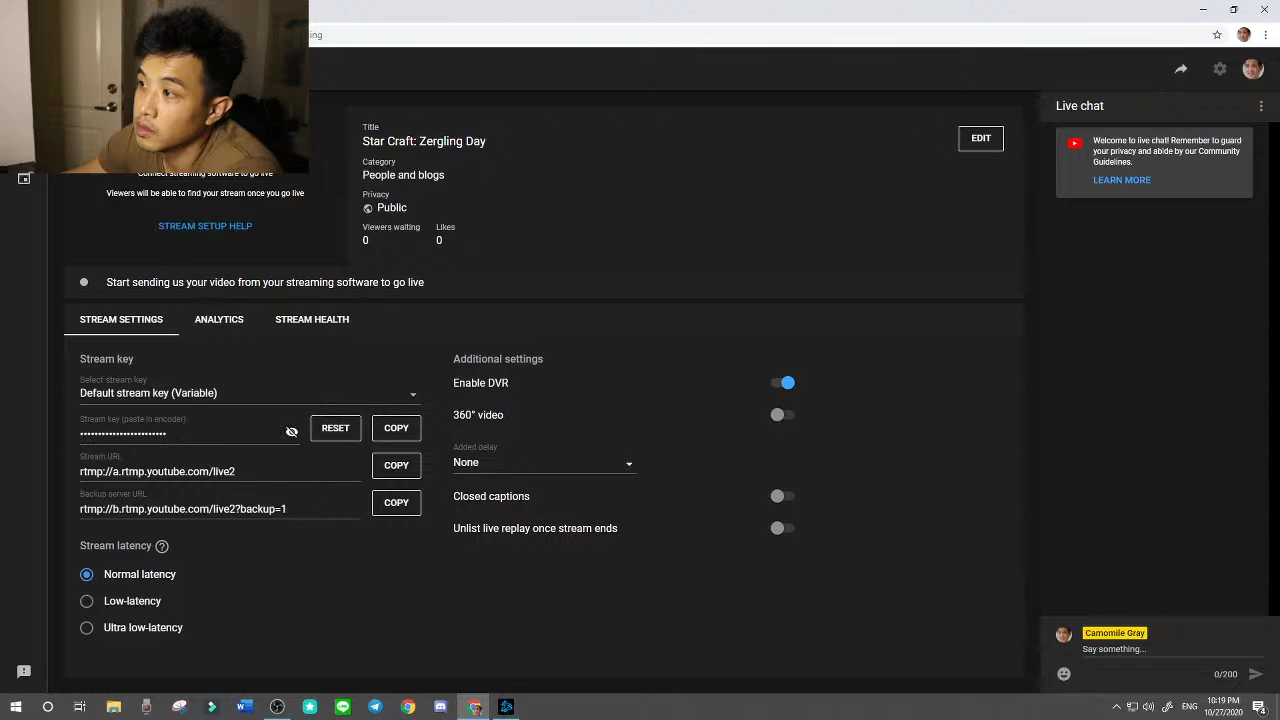 ing
Title
Star Craft: Zergling Day
EDIT
Category
People and blogs
Privacy
Public
Viewers waiting
Likes
0
0
Connect streaming software to go live
Viewers will be able to find your stream once you go live
STREAM SETUP HELP
Start sending us your video from your streaming software to go live
STREAM SETTINGS
ANALYTICS
STREAM HEALTH
Stream key
Select stream key
Default stream key (Variable)
Stream key (paste in encoder)
••••••••••••••••••••••••
RESET
COPY
Stream URL
rtmp://a.rtmp.youtube.com/live2
COPY
Backup server URL
rtmp://b.rtmp.youtube.com/live2?backup=1
COPY
Stream latency
Normal latency
Low-latency
Ultra low-latency
Additional settings
Enable DVR
360° video
Added delay
None
Closed captions
Unlist live replay once stream ends
Live chat
Welcome to live chat! Remember to guard
your privacy and abide by our Community
Guidelines.
LEARN MORE
Camomile Gray
Say something...
0/200
ENG
10:19 PM
10/27/2020